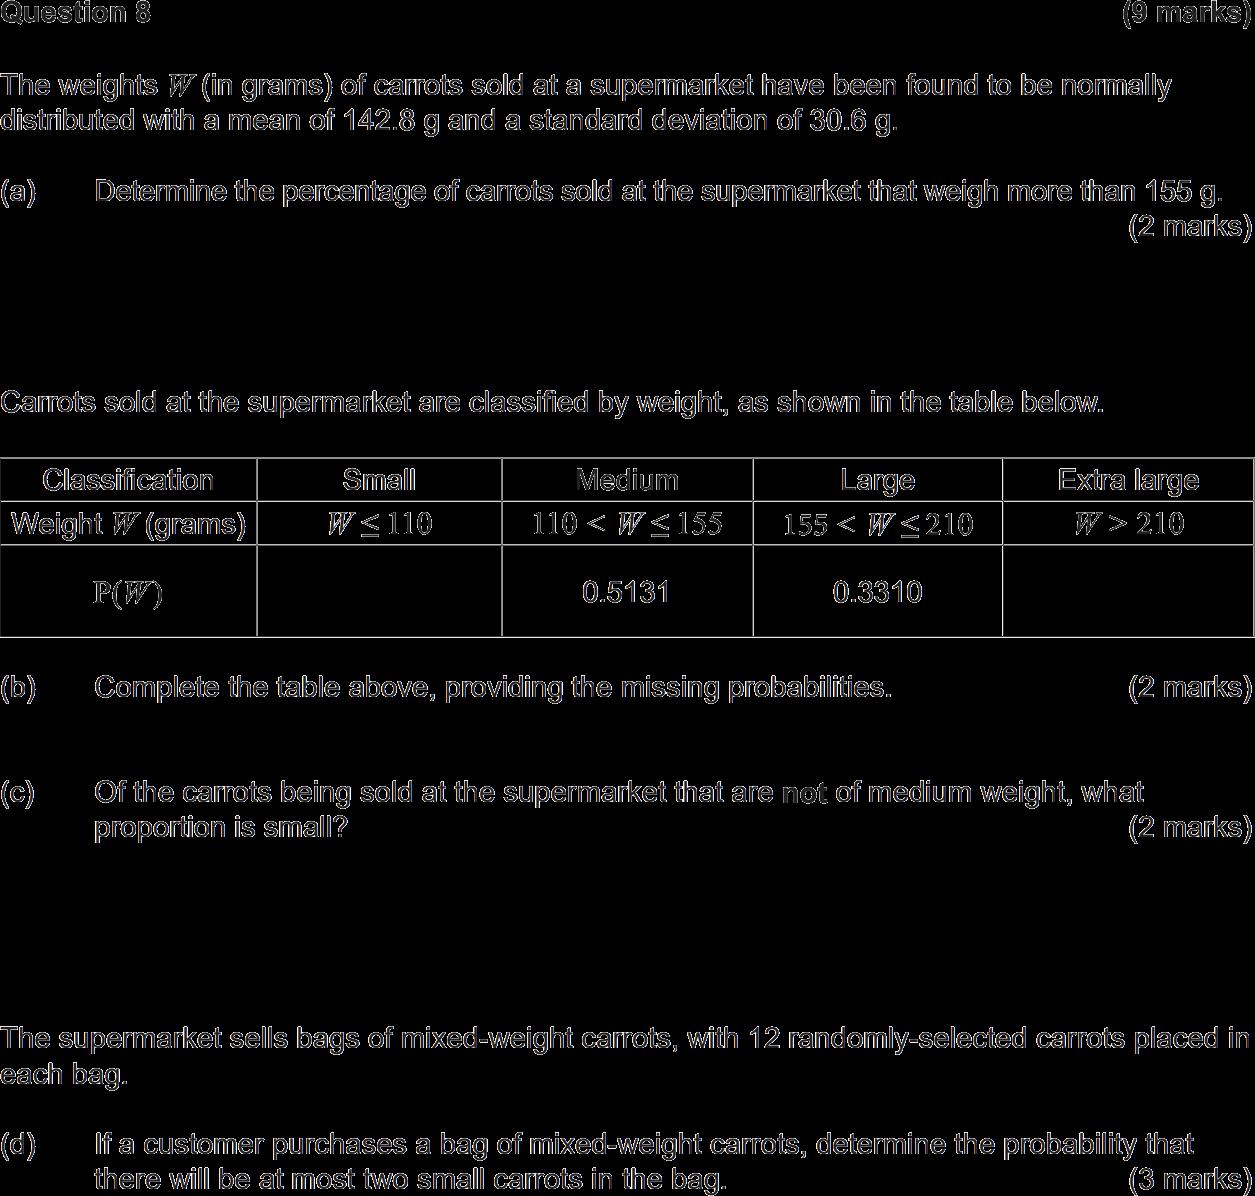 Question 8 (9 marks)
The weights W (in grams) of carrots sold at a supermarket have been found to be normally
distributed with a mean of 142.8 g and a standard deviation of 30.6 g.
(a) Determine the percentage of carrots sold at the supermarket that weigh more than 155 g.
(2 marks)
Carrots sold at the supermarket are classified by weight, as shown in the table below.
Classification Small Medium Large Extra large
Weight W (grams) W ≤ 110 110 < W ≤ 155 155 < W ≤ 210 W > 210
P(W) 0.5131 0.3310
(b) Complete the table above, providing the missing probabilities. (2 marks)
(c) Of the carrots being sold at the supermarket that are not of medium weight, what
proportion is small? (2 marks)
The supermarket sells bags of mixed-weight carrots, with 12 randomly-selected carrots placed in
each bag.
(d) If a customer purchases a bag of mixed-weight carrots, determine the probability that
there will be at most two small carrots in the bag. (3 marks)